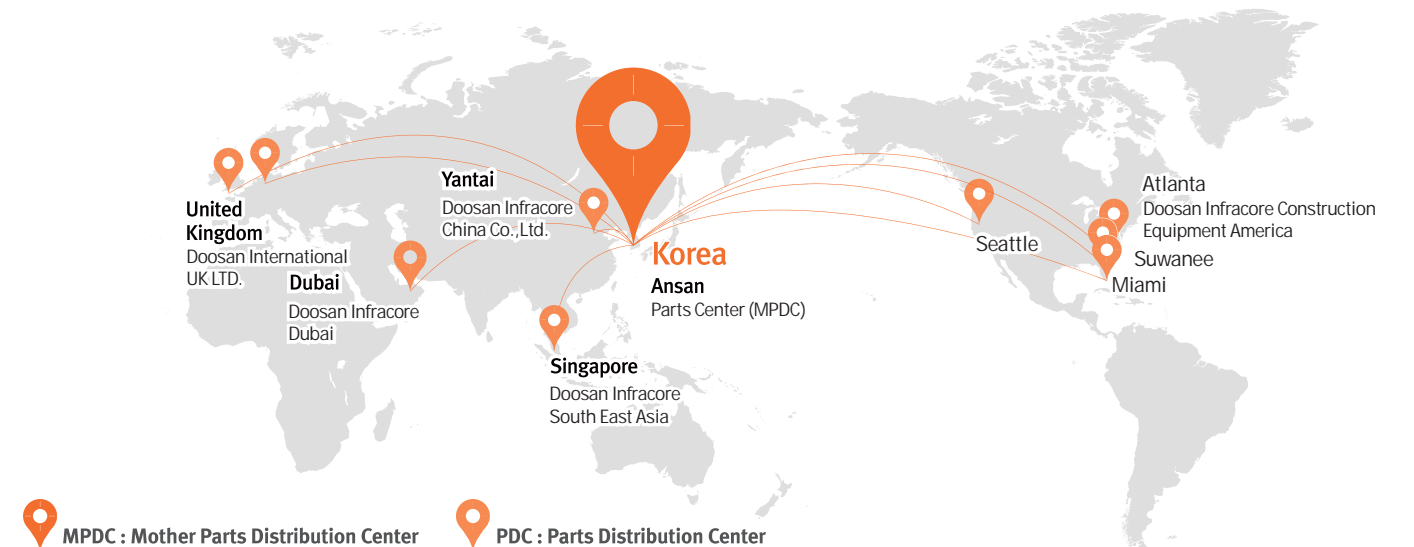 United
Kingdom
Doosan International
UK LTD.
Dubai
Doosan Infracore
Dubai
Yantai
Doosan Infracore
China Co., Ltd.
Korea
Ansan
Parts Center (MPDC)
Singapore
Doosan Infracore
South East Asia
Seattle
Atlanta
Doosan Infracore Construction
Equipment America
Suwanee
Miami
MPDC : Mother Parts Distribution Center
PDC : Parts Distribution Center